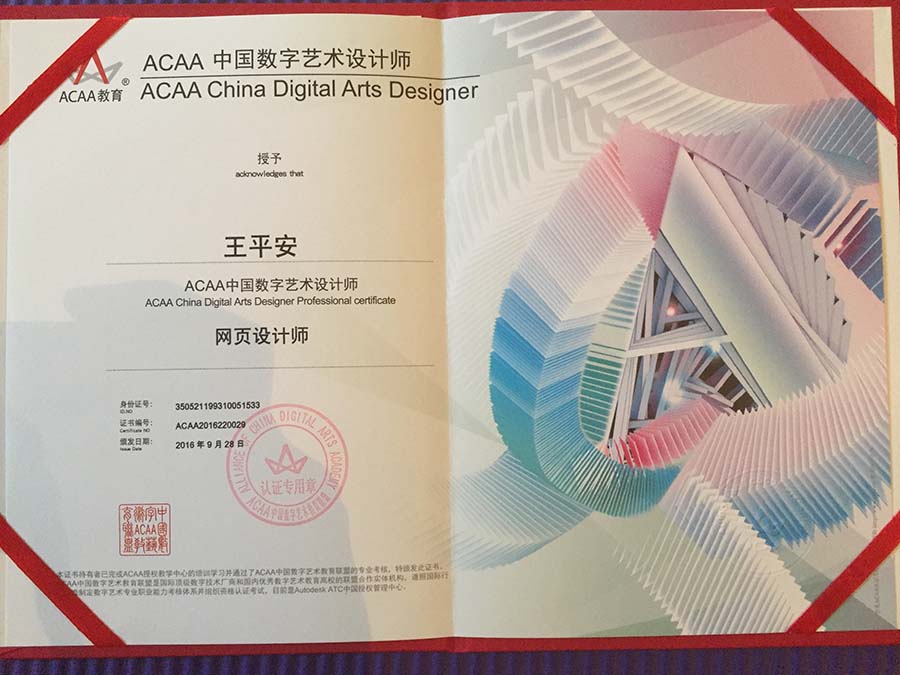 ACAA 中国数字艺术设计师
ACAA China Digital Arts Designer
ACAA教育®
授予
acknowledges that
王平安
ACAA中国数字艺术设计师
ACAA China Digital Arts Designer Professional certificate
网页设计师
身份证号： 350521199310051533
ID.NO
证书编号： ACAA2016220029
Certificate NO
颁发日期： 2016 年 9 月 28 日
Issue Date
ALLIANCE OF CHINA DIGITAL ARTS ACADEMY
认证专用章
ACAA中国数字艺术教育联盟
本证书持有者已完成ACAA授权教学中心的培训学习并通过了ACAA中国数字艺术教育联盟的专业考核，特颁发此证书。
ACAA中国数字艺术教育联盟是国际顶级数字技术厂商和国内优秀数字艺术教育高校的联盟合作实体机构，遵照国际行
制定数字艺术专业职业能力考核体系并组织资格认证考试，目前是Autodesk ATC中国授权管理中心。